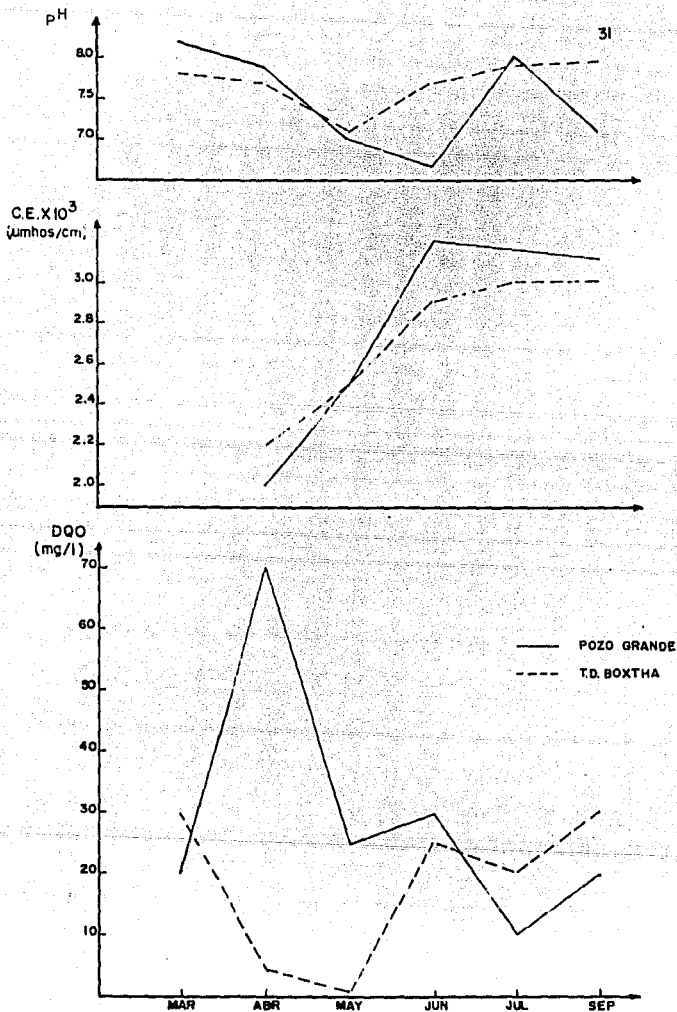 31
PH
8.0
7.5
7.0
C.E.X10³
(µmhos/cm)
3.0
2.8
2.6
2.4
2.2
2.0
DQO
(mg/l)
70
60
50
40
30
20
10
POZO GRANDE
T.D. BOXTHA
MAR ABR MAY JUN JUL SEP